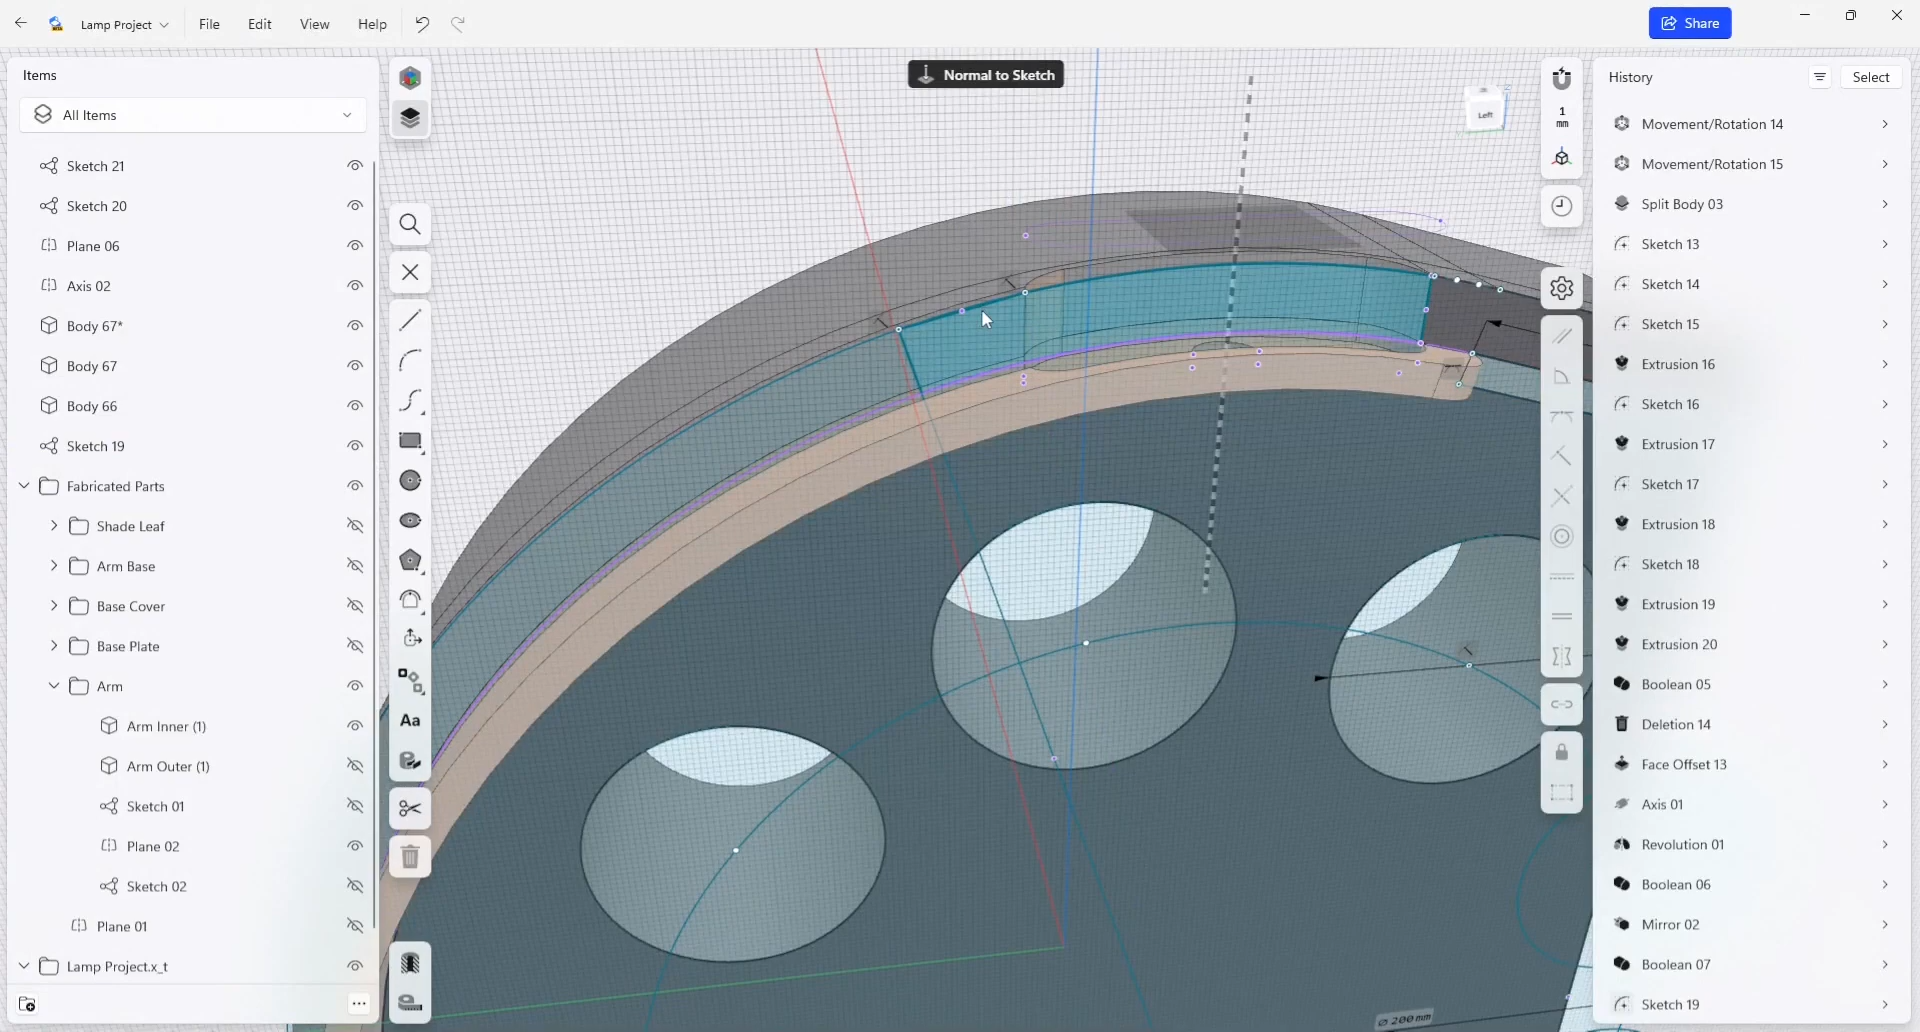 Lamp Project
File
Edit
View
Help
Share
Items
All Items
Sketch 21
Sketch 20
Plane 06
Axis 02
Body 67*
Body 67
Body 66
Sketch 19
Fabricated Parts
Shade Leaf
Arm Base
Base Cover
Base Plate
Arm
Arm Inner (1)
Arm Outer (1)
Sketch 01
Plane 02
Sketch 02
Plane 01
Lamp Project.x_t
Aa
Normal to Sketch
Left
1
mm
⌀ 200 mm
History
Select
Movement/Rotation 14
Movement/Rotation 15
Split Body 03
Sketch 13
Sketch 14
Sketch 15
Extrusion 16
Sketch 16
Extrusion 17
Sketch 17
Extrusion 18
Sketch 18
Extrusion 19
Extrusion 20
Boolean 05
Deletion 14
Face Offset 13
Axis 01
Revolution 01
Boolean 06
Mirror 02
Boolean 07
Sketch 19